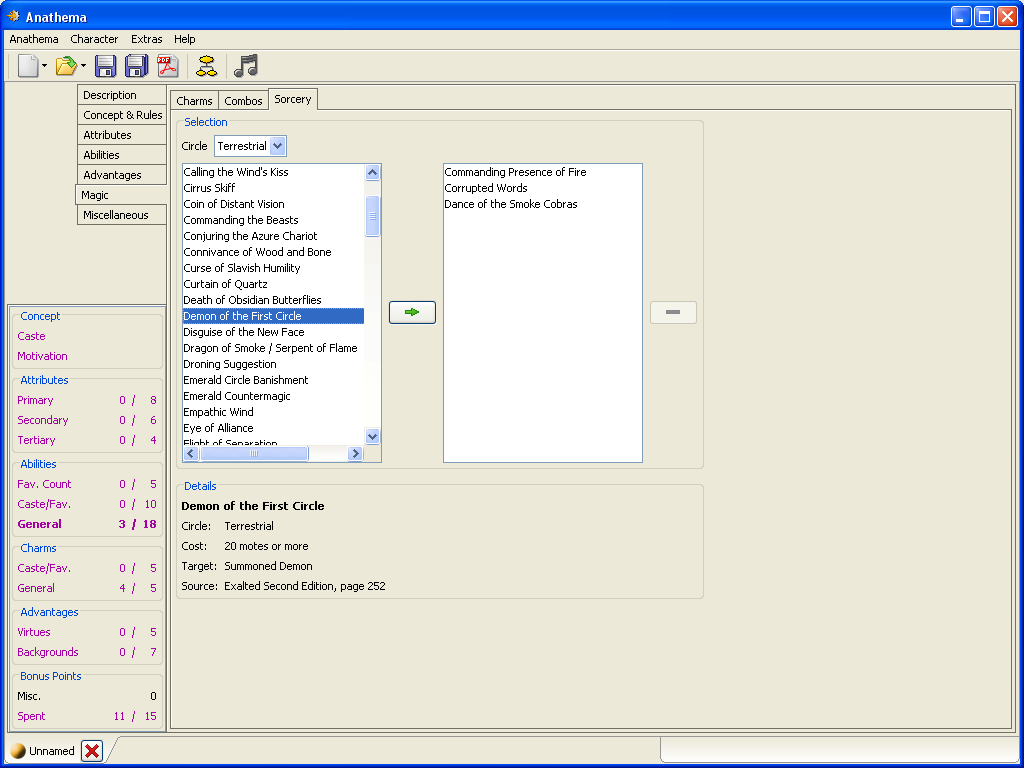 Anathema
Anathema Character Extras Help
PDF
Description
Concept & Rules
Attributes
Abilities
Advantages
Magic
Miscellaneous
Charms Combos Sorcery
Selection
Circle Terrestrial
Calling the Wind's Kiss
Cirrus Skiff
Coin of Distant Vision
Commanding the Beasts
Conjuring the Azure Chariot
Connivance of Wood and Bone
Curse of Slavish Humility
Curtain of Quartz
Death of Obsidian Butterflies
Demon of the First Circle
Disguise of the New Face
Dragon of Smoke / Serpent of Flame
Droning Suggestion
Emerald Circle Banishment
Emerald Countermagic
Empathic Wind
Eye of Alliance
Flight of Separation
Commanding Presence of Fire
Corrupted Words
Dance of the Smoke Cobras
Details
Demon of the First Circle
Circle: Terrestrial
Cost: 20 motes or more
Target: Summoned Demon
Source: Exalted Second Edition, page 252
Concept
Caste
Motivation
Attributes
Primary 0 / 8
Secondary 0 / 6
Tertiary 0 / 4
Abilities
Fav. Count 0 / 5
Caste/Fav. 0 / 10
General 3 / 18
Charms
Caste/Fav. 0 / 5
General 4 / 5
Advantages
Virtues 0 / 5
Backgrounds 0 / 7
Bonus Points
Misc. 0
Spent 11 / 15
Unnamed